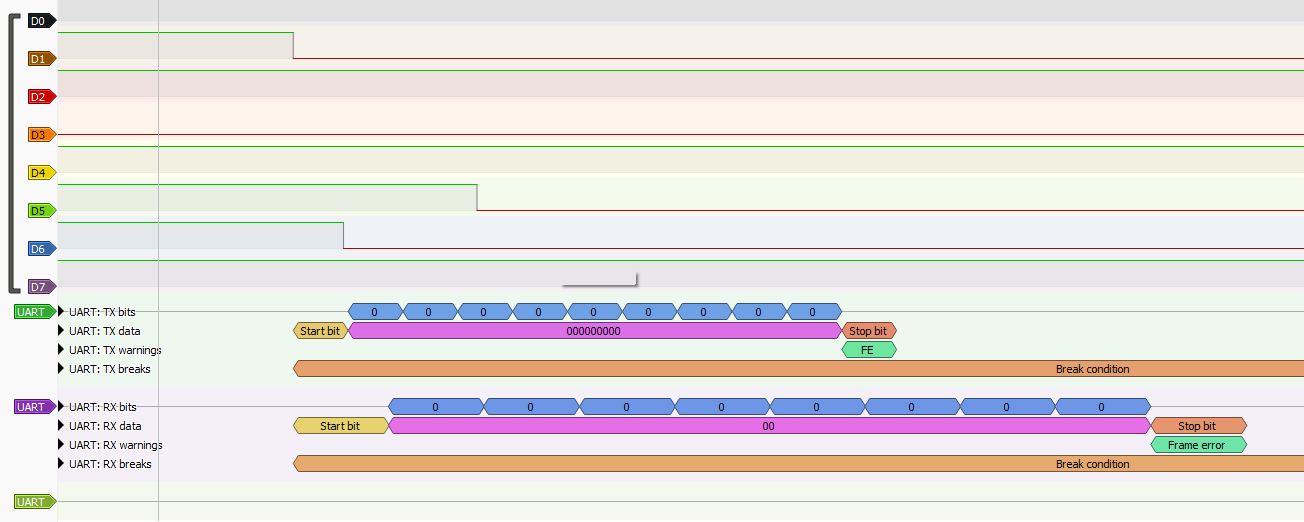 D0
D1
D2
D3
D4
D5
D6
D7
UART UART: TX bits 0 0 0 0 0 0 0 0 0
UART: TX data Start bit 000000000 Stop bit
UART: TX warnings FE
UART: TX breaks Break condition
UART UART: RX bits 0 0 0 0 0 0 0 0
UART: RX data Start bit 00 Stop bit
UART: RX warnings Frame error
UART: RX breaks Break condition
UART